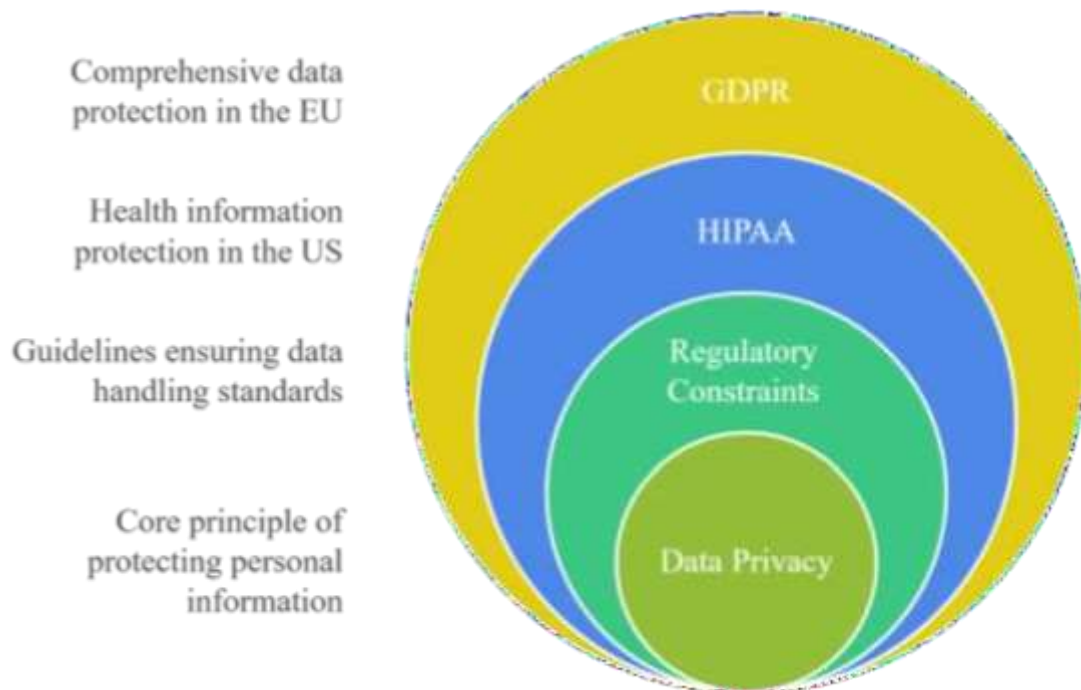 Comprehensive data
protection in the EU
GDPR
Health information
protection in the US
HIPAA
Guidelines ensuring data
handling standards
Regulatory
Constraints
Core principle of
protecting personal
information
Data Privacy